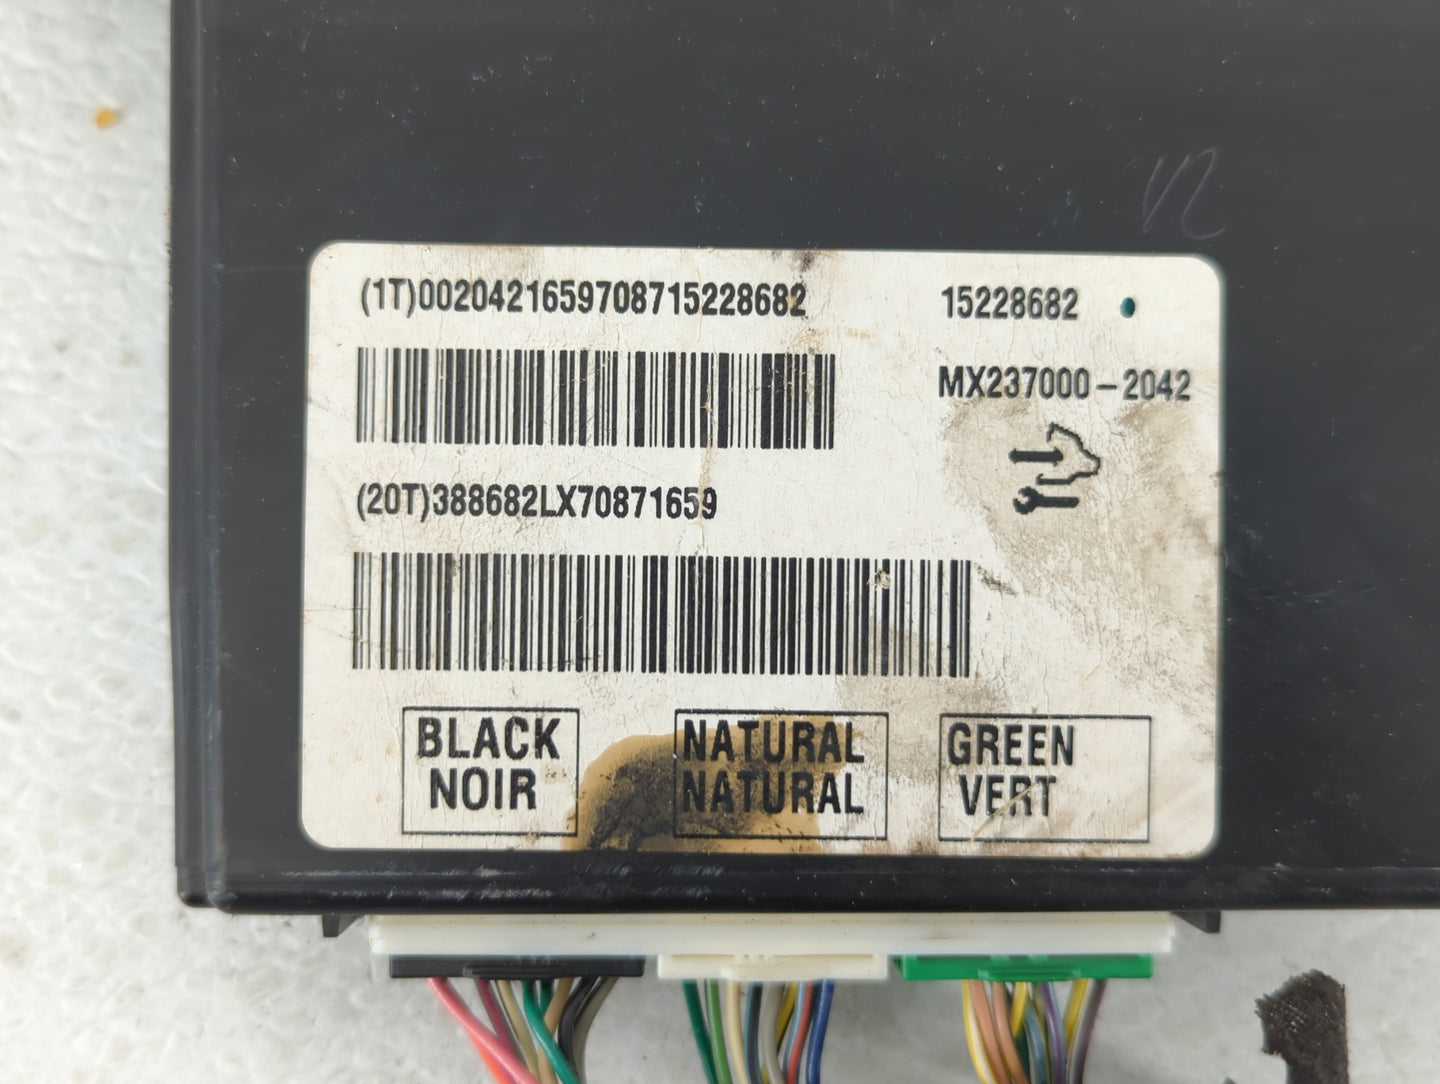 (1T)0020421659708715228682
15228682
MX237000-2042
(20T)388682LX70871659
BLACK
NOIR
NATURAL
NATURAL
GREEN
VERT